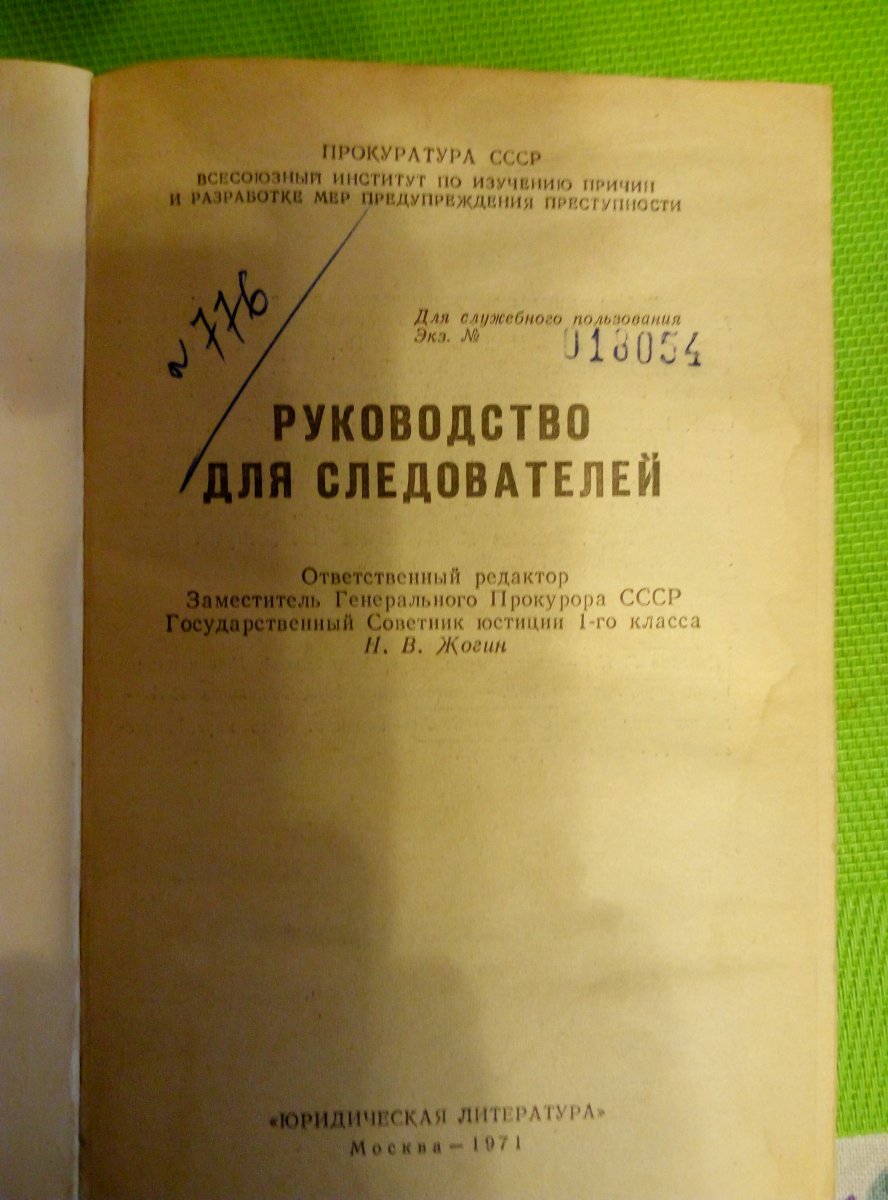 ПРОКУРАТУРА СССР
ВСЕСОЮЗНЫЙ ИНСТИТУТ ПО ИЗУЧЕНИЮ ПРИЧИН
И РАЗРАБОТКЕ МЕР ПРЕДУПРЕЖДЕНИЯ ПРЕСТУПНОСТИ
776
Для служебного пользования
Экз. № 018054
РУКОВОДСТВО
ДЛЯ СЛЕДОВАТЕЛЕЙ
Ответственный редактор
Заместитель Генерального Прокурора СССР
Государственный Советник юстиции 1-го класса
Н. В. Жогин
«ЮРИДИЧЕСКАЯ ЛИТЕРАТУРА»
Москва — 1971